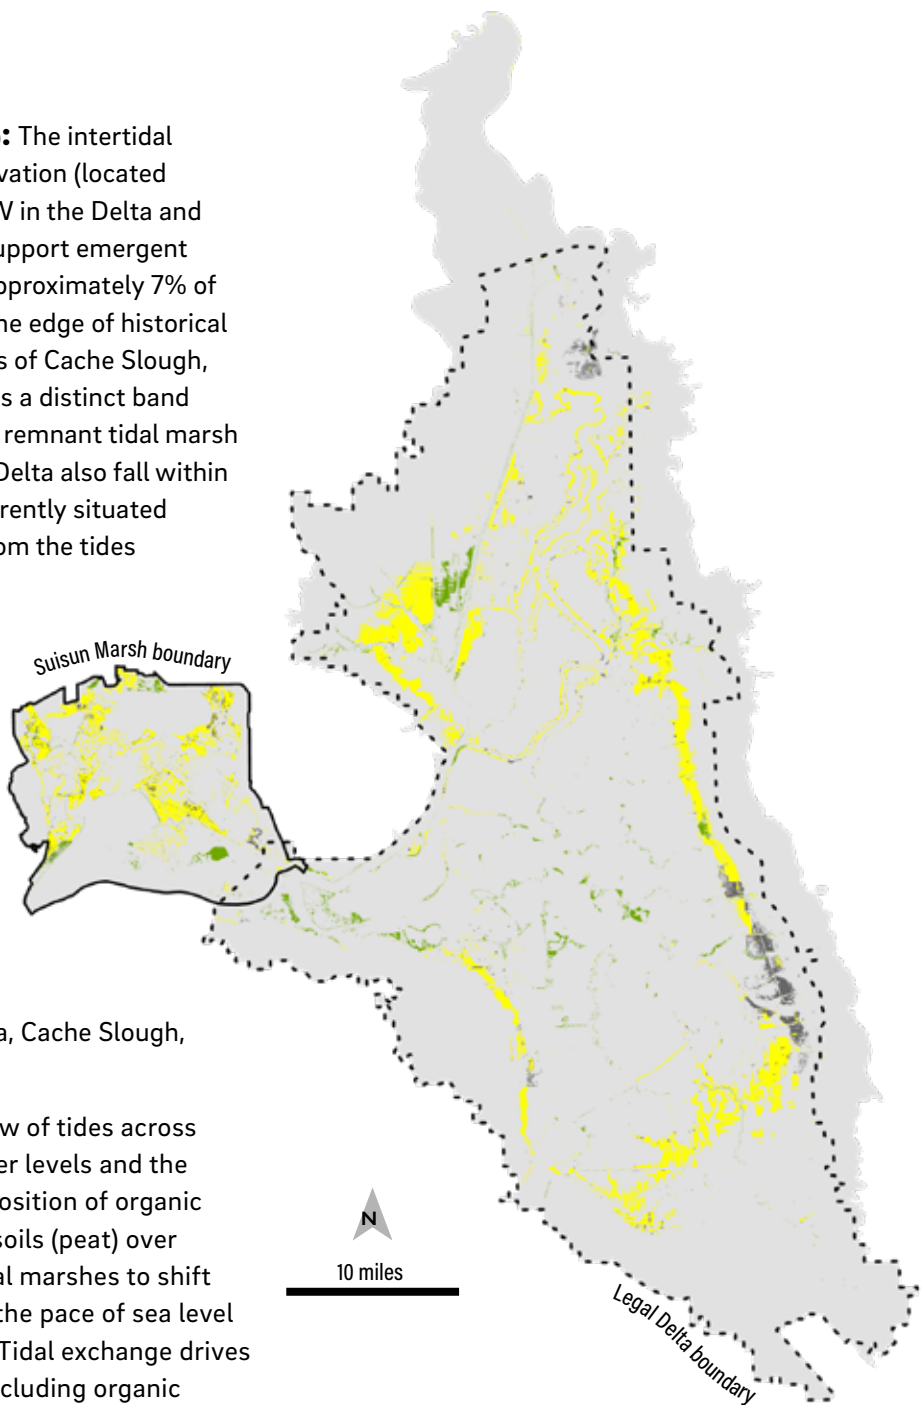 : The intertidal
vation (located
W in the Delta and
upport emergent
pproximately 7% of
he edge of historical
s of Cache Slough,
s a distinct band
remnant tidal marsh
Delta also fall within
rently situated
om the tides
Suisun Marsh boundary
a, Cache Slough,
w of tides across
er levels and the
osition of organic
soils (peat) over
al marshes to shift
the pace of sea level
Tidal exchange drives
cluding organic
N
10 miles
Legal Delta boundary